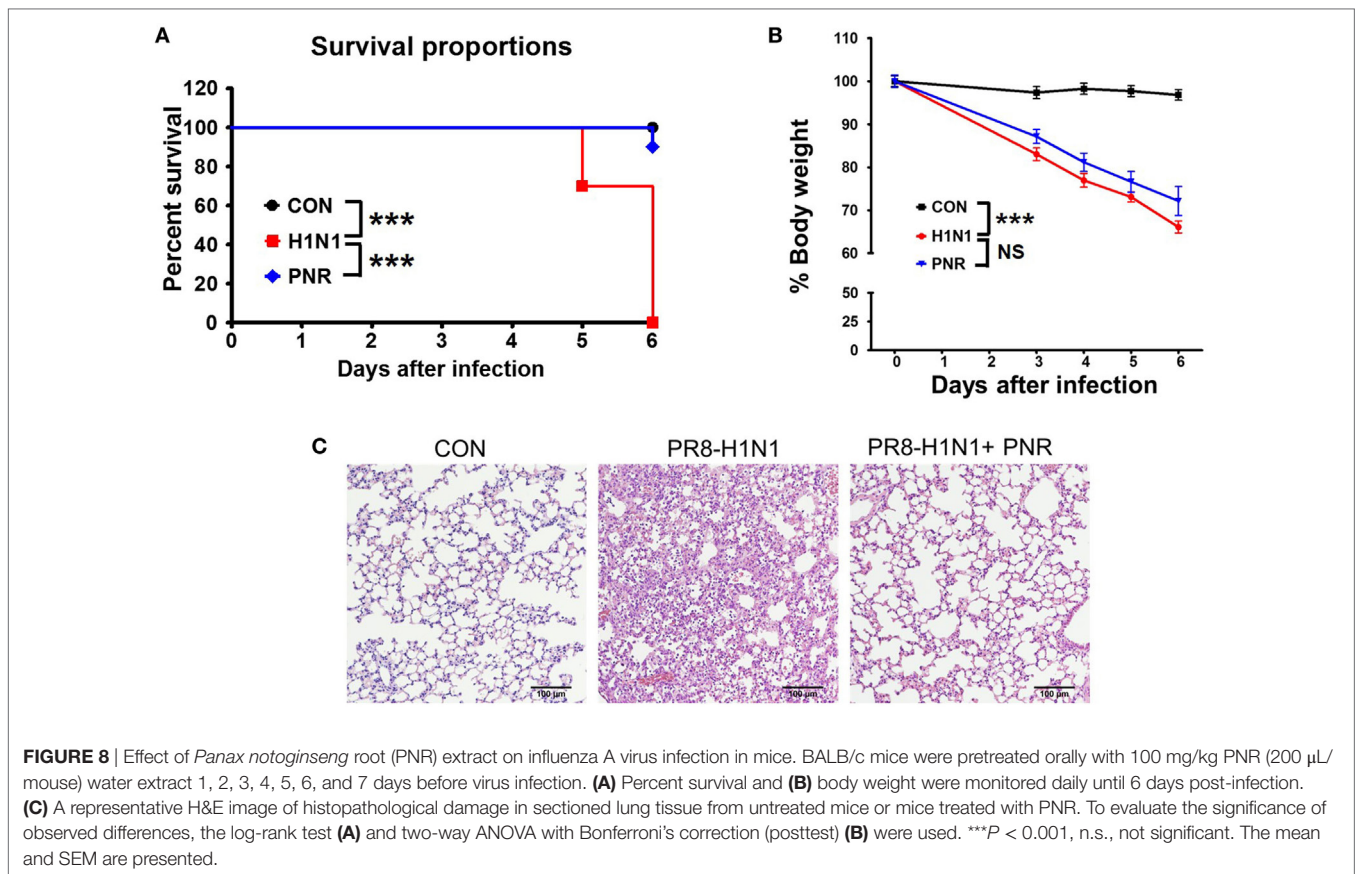 A
Survival proportions
120
100
80
60
40
20
0
Percent survival
CON
H1N1
PNR
***
***
0 1 2 3 4 5 6
Days after infection
B
110
100
90
80
70
60
50
25
0
% Body weight
CON
H1N1
PNR
***
NS
0 1 2 3 4 5 6
Days after infection
C
CON
PR8-H1N1
PR8-H1N1+ PNR
100 µm
100 µm
100 µm
FIGURE 8 | Effect of Panax notoginseng root (PNR) extract on influenza A virus infection in mice. BALB/c mice were pretreated orally with 100 mg/kg PNR (200 µL/
mouse) water extract 1, 2, 3, 4, 5, 6, and 7 days before virus infection. (A) Percent survival and (B) body weight were monitored daily until 6 days post-infection.
(C) A representative H&E image of histopathological damage in sectioned lung tissue from untreated mice or mice treated with PNR. To evaluate the significance of
observed differences, the log-rank test (A) and two-way ANOVA with Bonferroni's correction (posttest) (B) were used. ***P < 0.001, n.s., not significant. The mean
and SEM are presented.